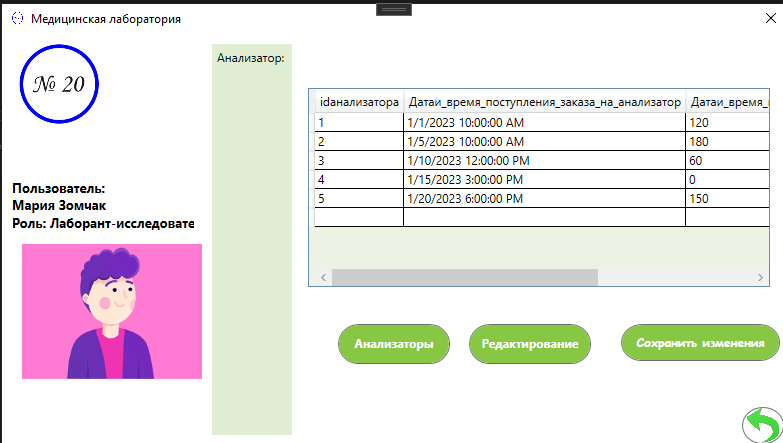 Медицинская лаборатория
№ 20
Пользователь:
Мария Зомчак
Роль: Лаборант-исследовате
Анализатор:
idанализатора Датаи_время_поступления_заказа_на_анализатор Датаи_время_
1 1/1/2023 10:00:00 AM 120
2 1/5/2023 10:00:00 AM 180
3 1/10/2023 12:00:00 PM 60
4 1/15/2023 3:00:00 PM 0
5 1/20/2023 6:00:00 PM 150
Анализаторы Редактирование Сохранить изменения